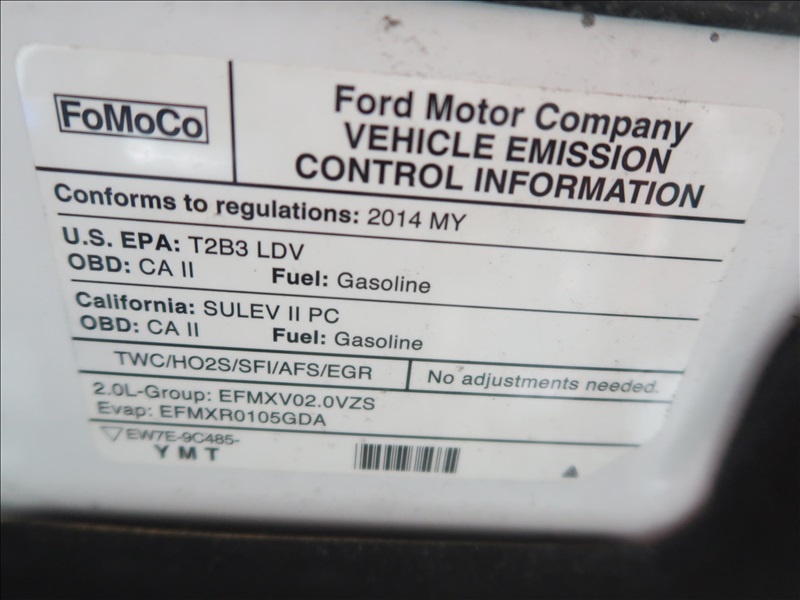 FoMoCo
Ford Motor Company
VEHICLE EMISSION
CONTROL INFORMATION
Conforms to regulations: 2014 MY
U.S. EPA: T2B3 LDV
OBD: CA II Fuel: Gasoline
California: SULEV II PC
OBD: CA II Fuel: Gasoline
TWC/HO2S/SFI/AFS/EGR No adjustments needed.
2.0L-Group: EFMXV02.0VZS
Evap: EFMXR0105GDA
EW7E-9C485-
YMT